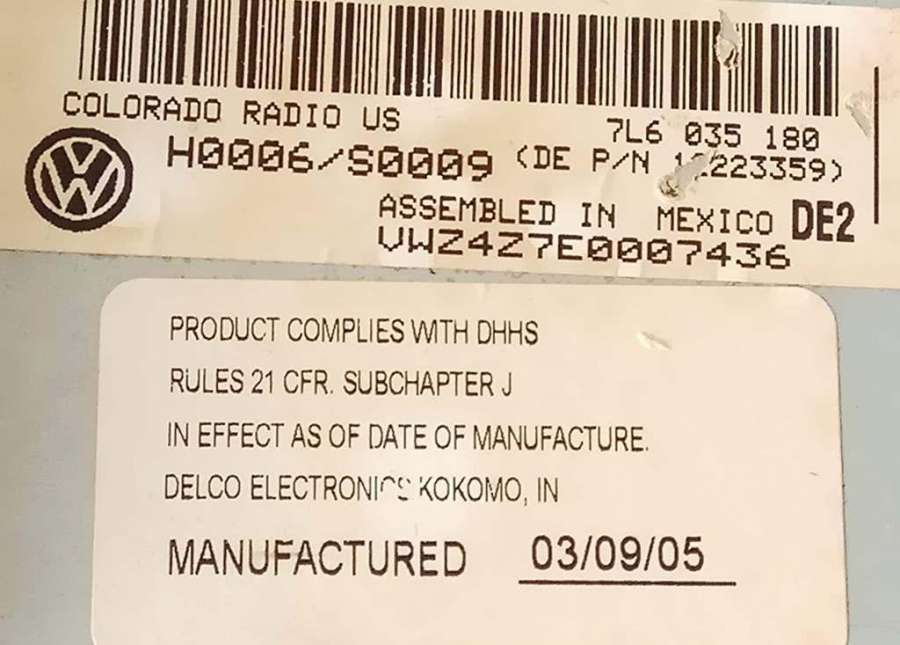 COLORADO RADIO US
7L6 035 180
H0006/S0009 (DE P/N
ASSEMBLED IN MEXICO DE2
VWZ4Z7E0007436
PRODUCT COMPLIES WITH DHHS
RULES 21 CFR. SUBCHAPTER J
IN EFFECT AS OF DATE OF MANUFACTURE.
DELCO ELECTRONICS KOKOMO, IN
MANUFACTURED 03/09/05